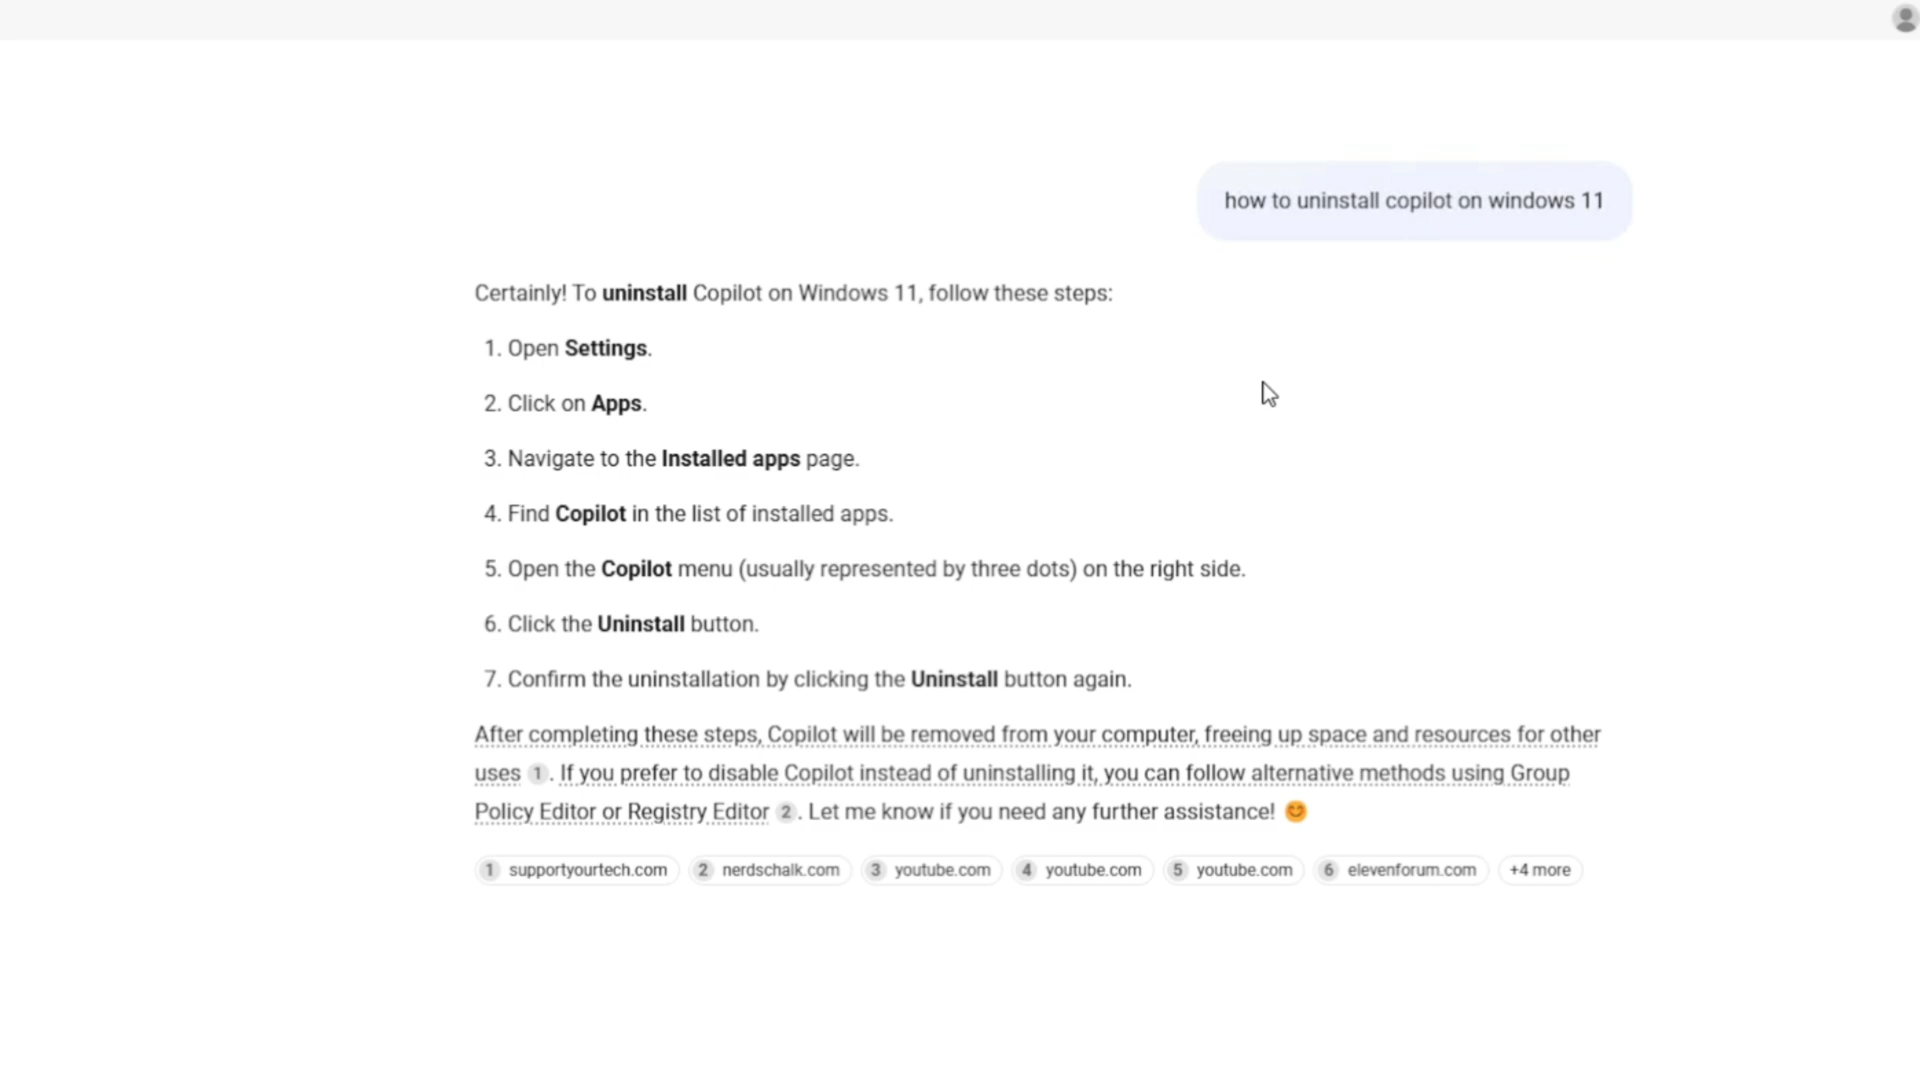 how to uninstall copilot on windows 11
Certainly! To uninstall Copilot on Windows 11, follow these steps:
1. Open Settings.
2. Click on Apps.
3. Navigate to the Installed apps page.
4. Find Copilot in the list of installed apps.
5. Open the Copilot menu (usually represented by three dots) on the right side.
6. Click the Uninstall button.
7. Confirm the uninstallation by clicking the Uninstall button again.
After completing these steps, Copilot will be removed from your computer, freeing up space and resources for other
uses 1. If you prefer to disable Copilot instead of uninstalling it, you can follow alternative methods using Group
Policy Editor or Registry Editor 2. Let me know if you need any further assistance! 😊
1 supportyourtech.com 2 nerdschalk.com 3 youtube.com 4 youtube.com 5 youtube.com 6 elevenforum.com +4 more